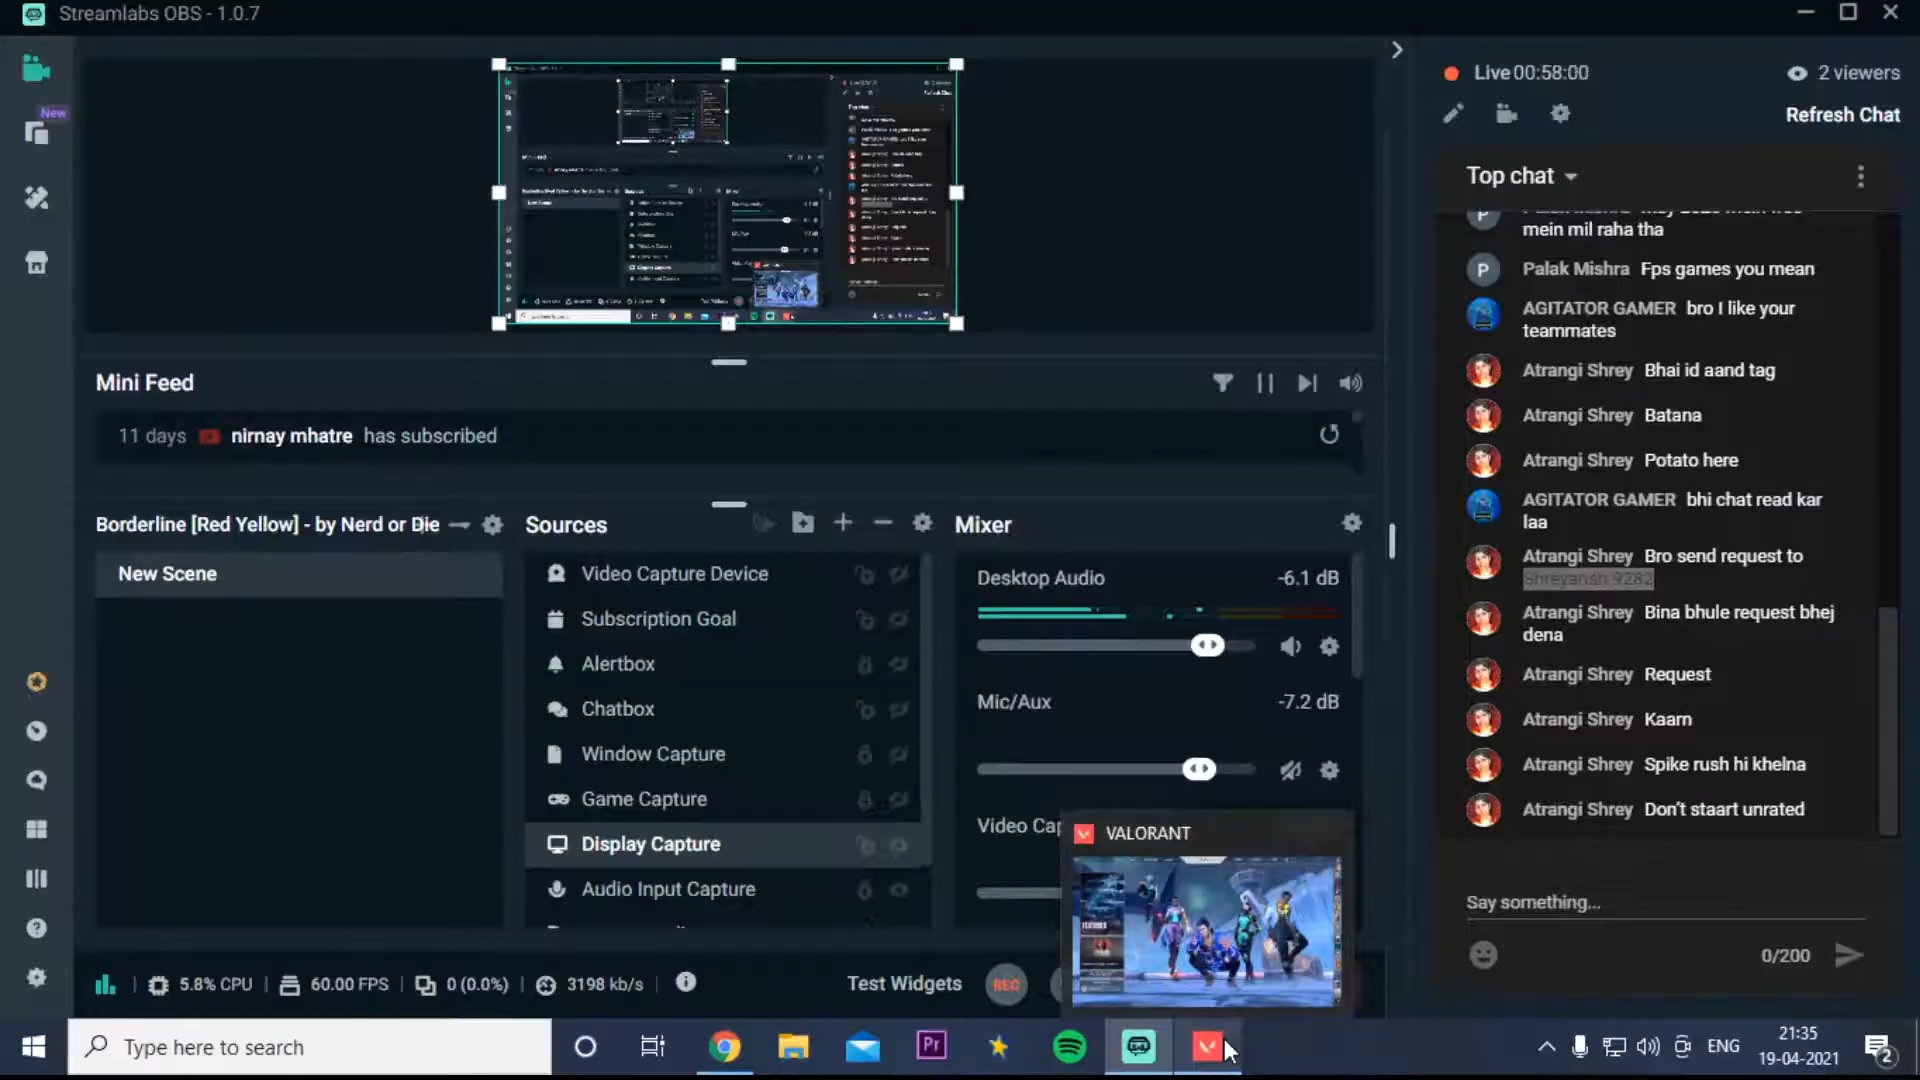 Streamlabs OBS - 1.0.7
New
Live 00:58:00
2 viewers
Refresh Chat
Top chat
mein mil raha tha
P
Palak Mishra Fps games you mean
AGITATOR GAMER bro I like your
teammates
Atrangi Shrey Bhai id aand tag
Atrangi Shrey Batana
Atrangi Shrey Potato here
AGITATOR GAMER bhi chat read kar
laa
Atrangi Shrey Bro send request to
Shreyansh 9282
Atrangi Shrey Bina bhule request bhej
dena
Atrangi Shrey Request
Atrangi Shrey Kaarn
Atrangi Shrey Spike rush hi khelna
Atrangi Shrey Don't staart unrated
Say something...
0/200
Mini Feed
11 days nirnay mhatre has subscribed
Borderline [Red Yellow] - by Nerd or Die
New Scene
Sources
Video Capture Device
Subscription Goal
Alertbox
Chatbox
Window Capture
Game Capture
Display Capture
Audio Input Capture
Mixer
Desktop Audio -6.1 dB
Mic/Aux -7.2 dB
Video Cap
VALORANT
5.8% CPU
60.00 FPS
0 (0.0%)
3198 kb/s
Test Widgets
REC
Type here to search
Pr
ENG
21:35
19-04-2021
2